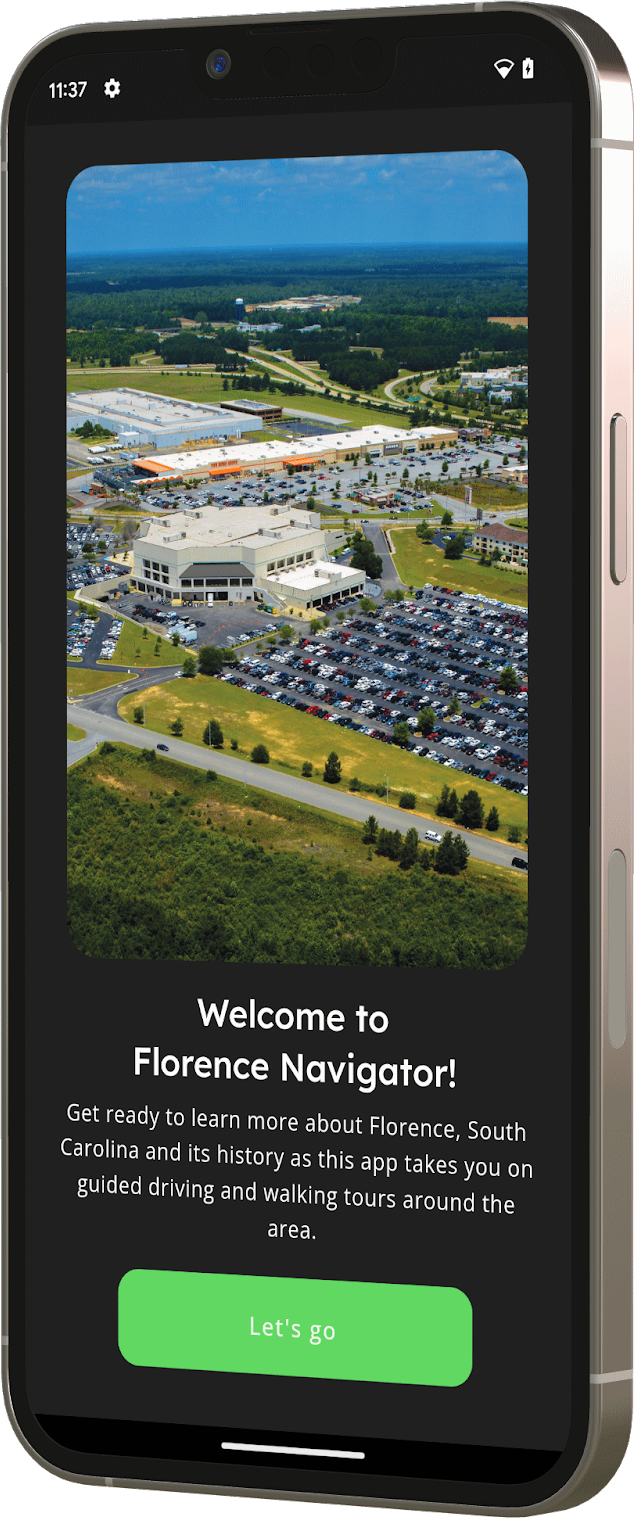 11:37
Welcome to
Florence Navigator!
Get ready to learn more about Florence, South
Carolina and its history as this app takes you on
guided driving and walking tours around the
area.
Let's go